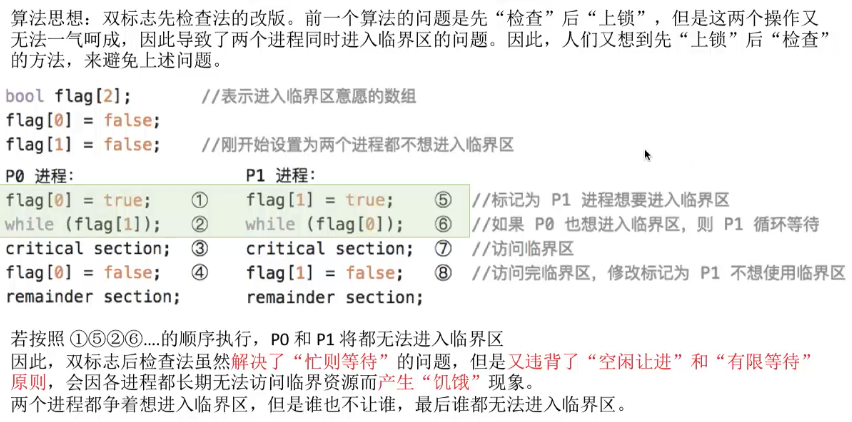 算法思想：双标志先检查法的改版。前一个算法的问题是先“检查”后“上锁”，但是这两个操作又
无法一气呵成，因此导致了两个进程同时进入临界区的问题。因此，人们又想到先“上锁”后“检查”
的方法，来避免上述问题。
bool flag[2]; //表示进入临界区意愿的数组
flag[0] = false;
flag[1] = false; //刚开始设置为两个进程都不想进入临界区
P0 进程： P1 进程：
flag[0] = true; ① flag[1] = true; ⑤ //标记为 P1 进程想要进入临界区
while (flag[1]); ② while (flag[0]); ⑥ //如果 P0 也想进入临界区，则 P1 循环等待
critical section; ③ critical section; ⑦ //访问临界区
flag[0] = false; ④ flag[1] = false; ⑧ //访问完临界区，修改标记为 P1 不想使用临界区
remainder section; remainder section;
若按照 ①⑤②⑥....的顺序执行，P0 和 P1 将都无法进入临界区
因此，双标志后检查法虽然解决了“忙则等待”的问题，但是又违背了“空闲让进”和“有限等待”
原则，会因各进程都长期无法访问临界资源而产生“饥饿”现象。
两个进程都争着想进入临界区，但是谁也不让谁，最后谁都无法进入临界区。